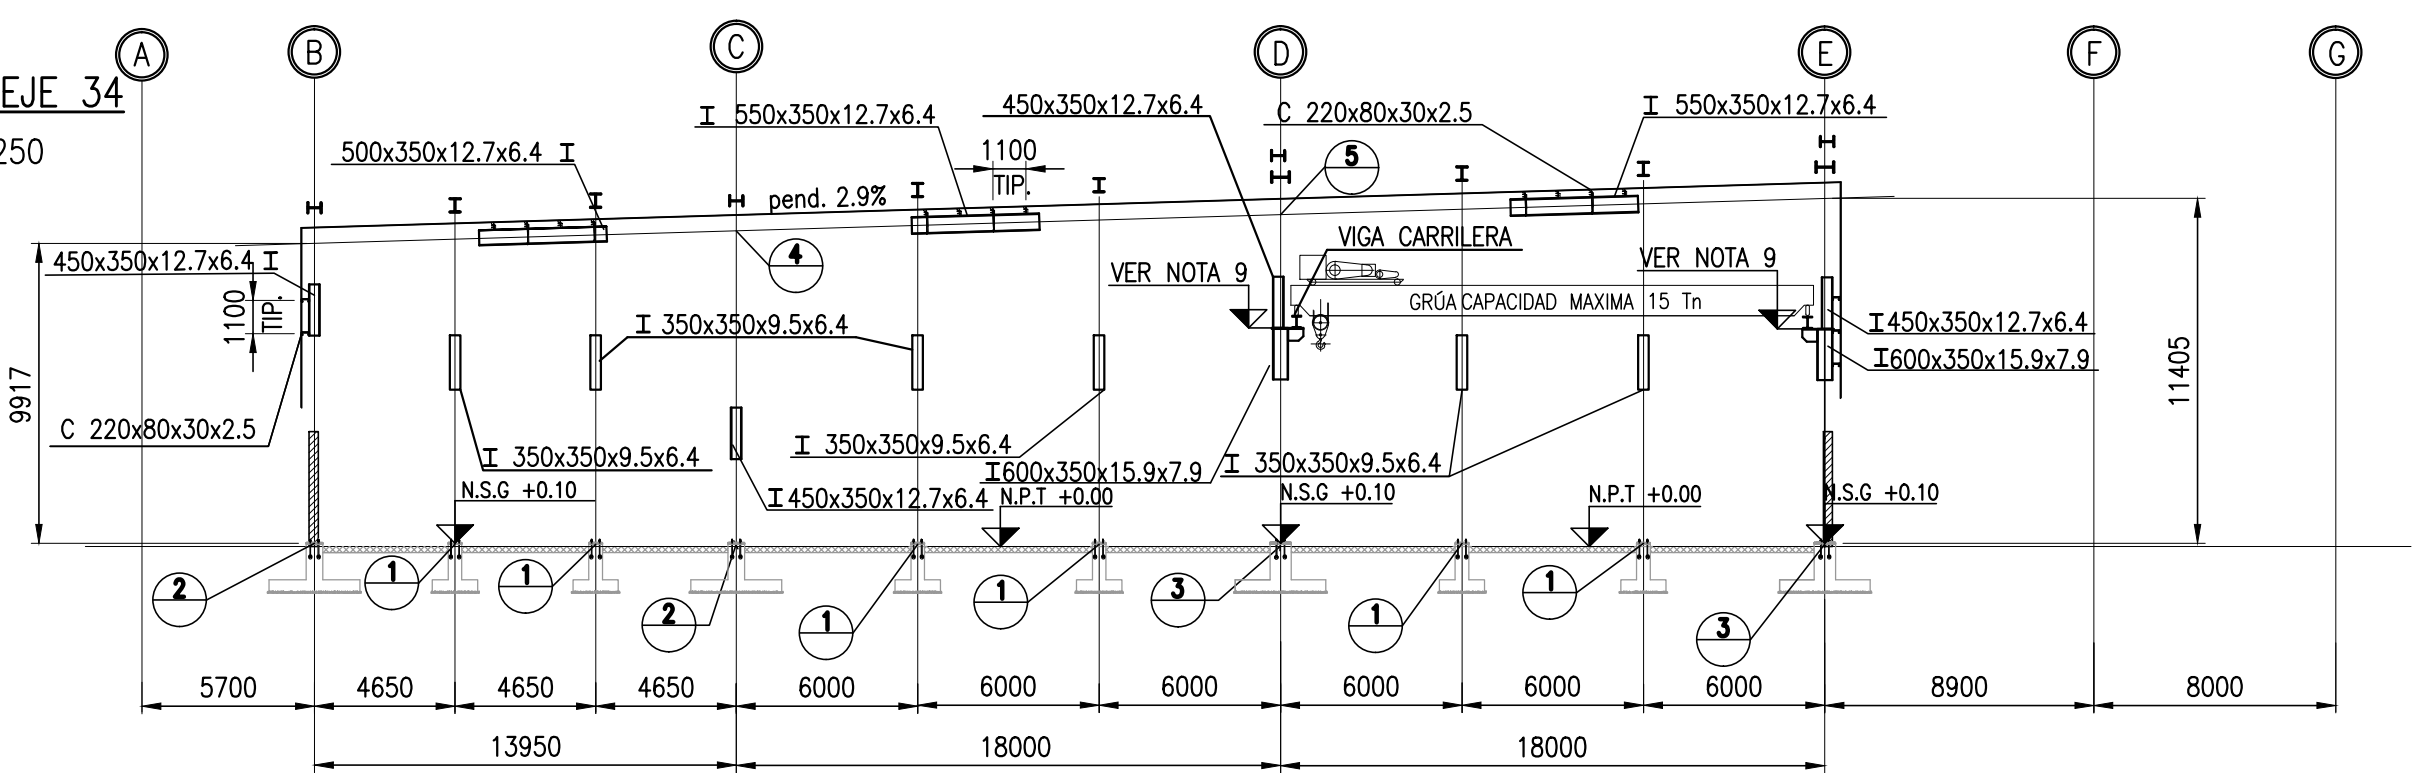 A B C D E F G
EJE 34
250
500x350x12.7x6.4 I
I 550x350x12.7x6.4
1100
TIP.
450x350x12.7x6.4
C 220x80x30x2.5
5
I 550x350x12.7x6.4
pend. 2.9%
4
450x350x12.7x6.4 I
1100
TIP.
9917
C 220x80x30x2.5
I 350x350x9.5x6.4
VER NOTA 9
VIGA CARRILERA
GRÚA CAPACIDAD MAXIMA 15 Tn
VER NOTA 9
I 450x350x12.7x6.4
I 600x350x15.9x7.9
11405
I 350x350x9.5x6.4
I 350x350x9.5x6.4
I 600x350x15.9x7.9
I 350x350x9.5x6.4
I 450x350x12.7x6.4
N.S.G +0.10
N.P.T +0.00
N.S.G +0.10
N.P.T +0.00
N.S.G +0.10
2
1
1
2
1
1
3
1
1
3
5700 4650 4650 4650 6000 6000 6000 6000 6000 6000 8900 8000
13950 18000 18000